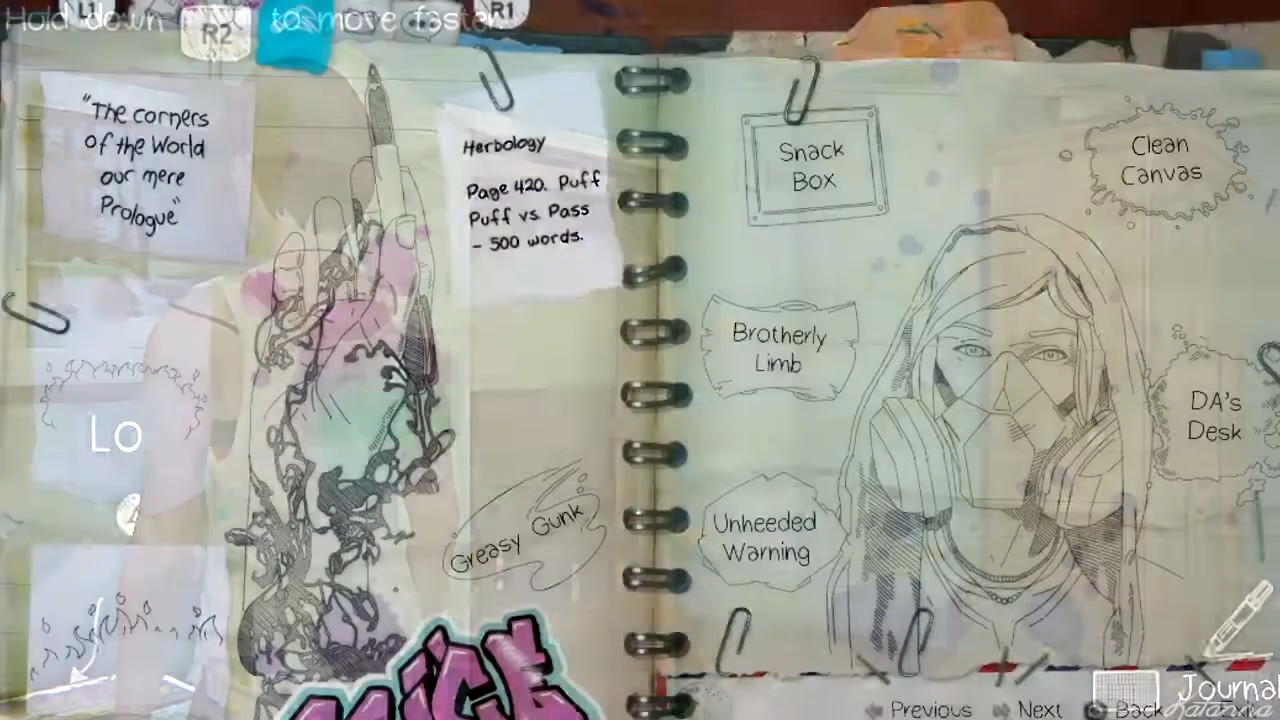 Hold down to move faster
L1
R2
R1
"The corners
of the World
our mere
Prologue"
Herbology
Page 420. Puff
Puff vs. Pass
- 500 words.
Lo
Greasy Gunk
Snack
Box
Clean
Canvas
Brotherly
Limb
DA's
Desk
Unheeded
Warning
Journal
Previous
Next
Back